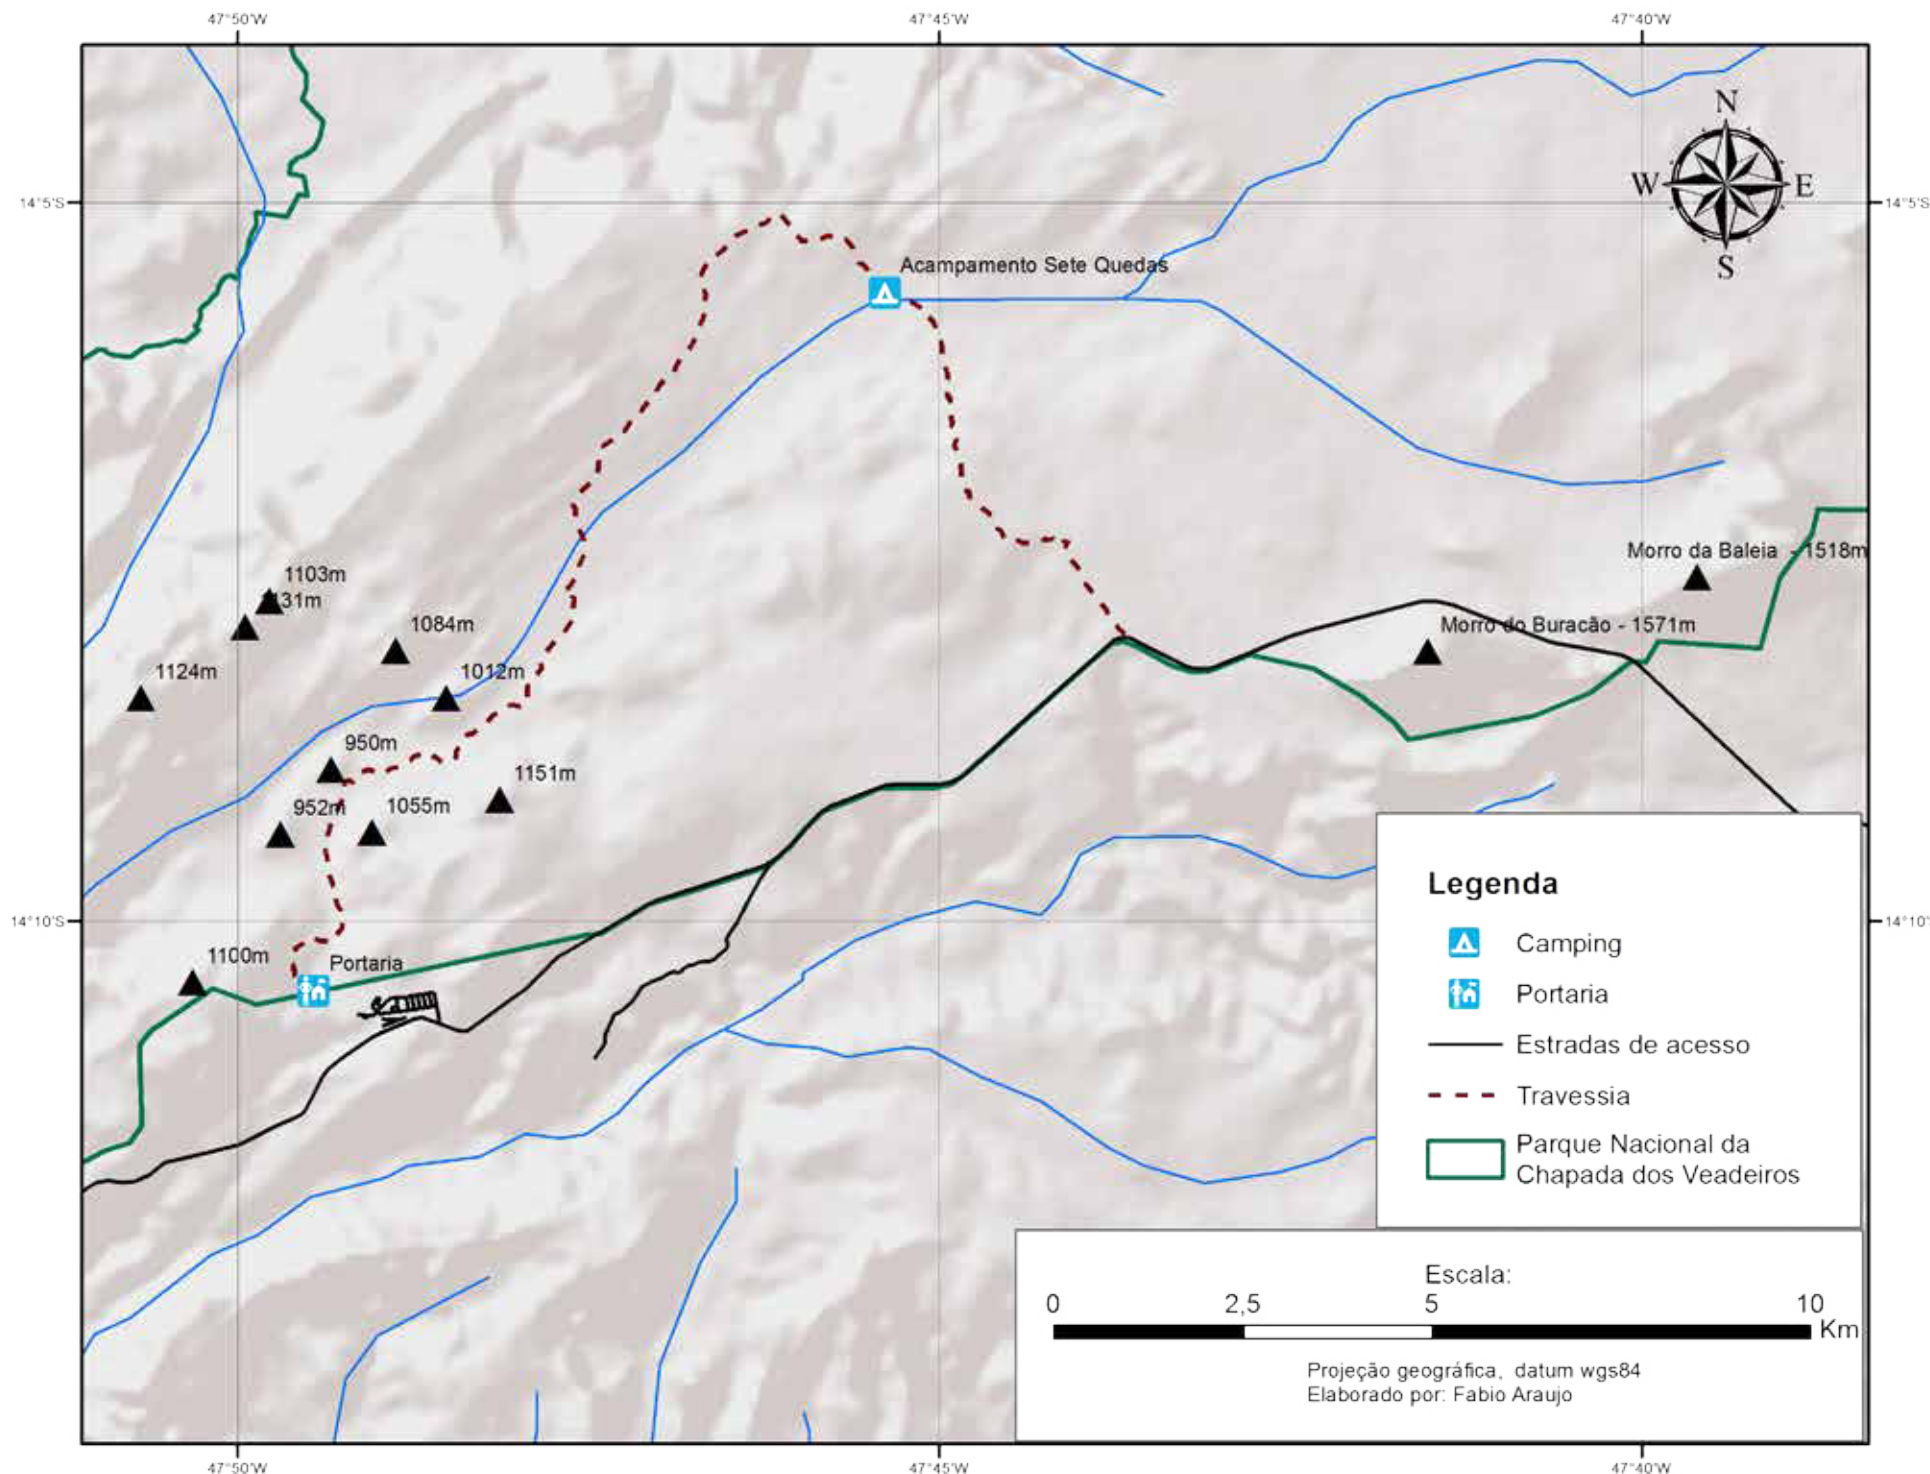 47°50'W
47°45'W
47°40'W
N
W
E
S
14°5'S
14°5'S
Acampamento Sete Quedas
Morro da Baleia - 1518m
1103m
31m
1084m
Morro do Buracão - 1571m
1124m
1012m
950m
1151m
952m
1055m
14°10'S
14°10'
1100m
Portaria
Legenda
Camping
Portaria
Estradas de acesso
Travessia
Parque Nacional da
Chapada dos Veadeiros
Escala:
0 2,5 5 10
Km
Projeção geográfica, datum wgs84
Elaborado por: Fabio Araujo
47°50'W
47°45'W
47°40'W